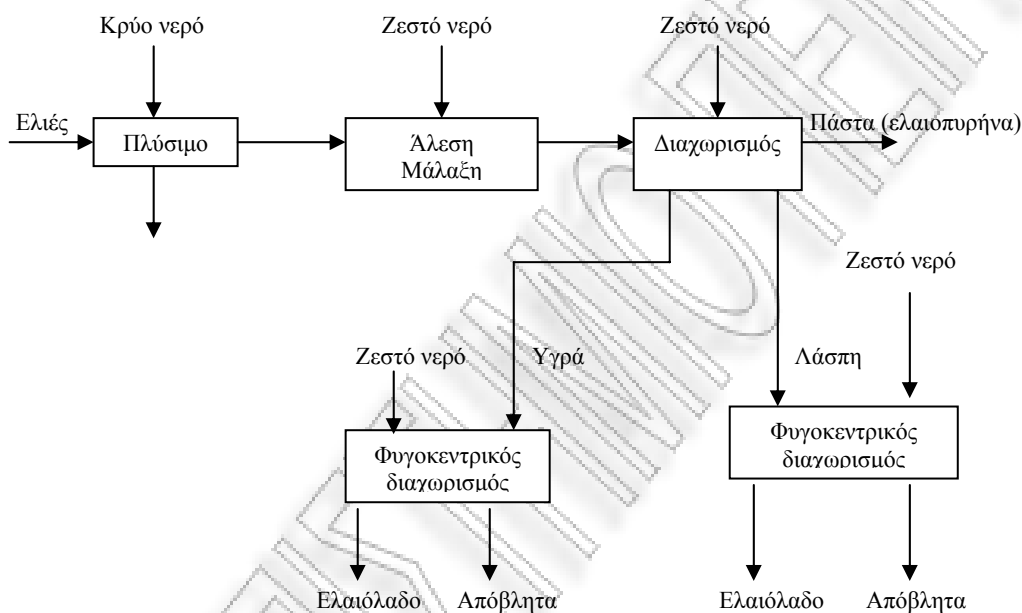 Κρύο νερό
Ζεστό νερό
Ζεστό νερό
Ελιές
Πλύσιμο
Άλεση
Μάλαξη
Διαχωρισμός
Πάστα (ελαιοπυρήνα)
Ζεστό νερό
Ζεστό νερό
Υγρά
Λάσπη
Φυγοκεντρικός
διαχωρισμός
Φυγοκεντρικός
διαχωρισμός
Ελαιόλαδο
Απόβλητα
Ελαιόλαδο
Απόβλητα